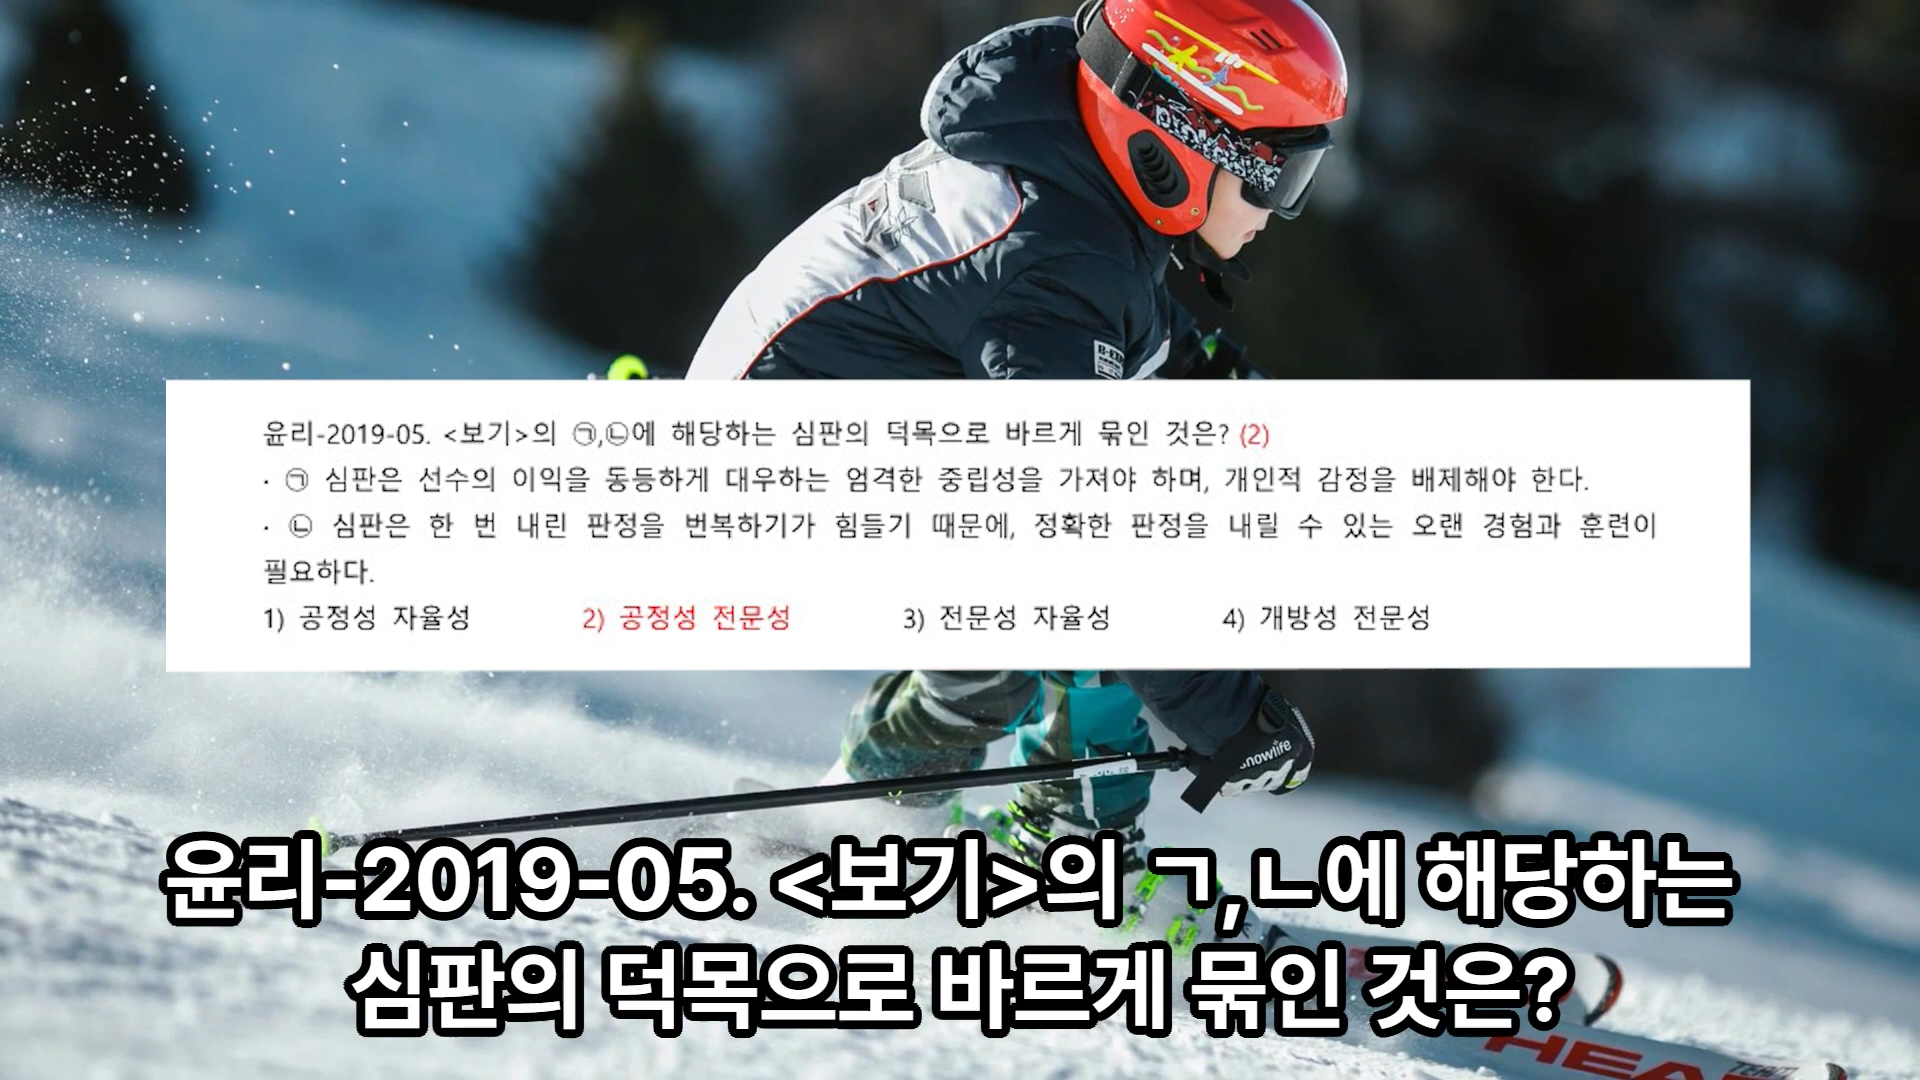 snowlife
윤리-2019-05. <보기>의 ㉠,㉡에 해당하는 심판의 덕목으로 바르게 묶인 것은? (2)
· ㉠ 심판은 선수의 이익을 동등하게 대우하는 엄격한 중립성을 가져야 하며, 개인적 감정을 배제해야 한다.
· ㉡ 심판은 한 번 내린 판정을 번복하기가 힘들기 때문에, 정확한 판정을 내릴 수 있는 오랜 경험과 훈련이
필요하다.
1) 공정성 자율성 2) 공정성 전문성 3) 전문성 자율성 4) 개방성 전문성
윤리-2019-05. <보기>의 ㄱ,ㄴ에 해당하는
심판의 덕목으로 바르게 묶인 것은?
HEAD
TEAM